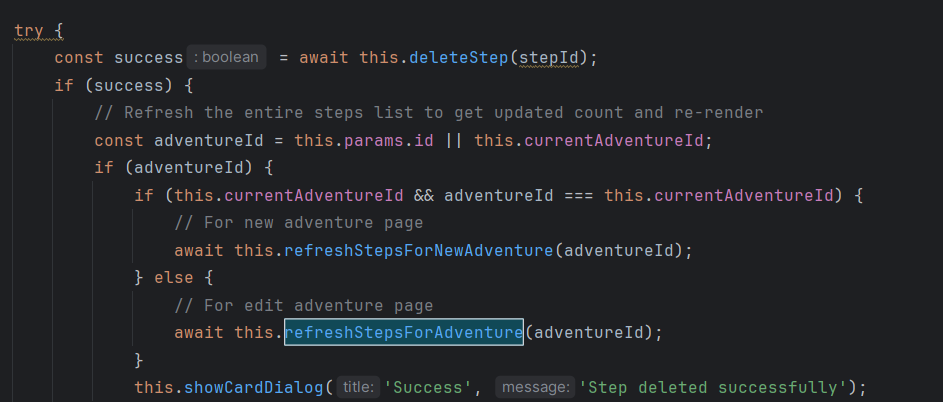 try {
const success : boolean = await this.deleteStep(stepId);
if (success) {
// Refresh the entire steps list to get updated count and re-render
const adventureId = this.params.id || this.currentAdventureId;
if (adventureId) {
if (this.currentAdventureId && adventureId === this.currentAdventureId) {
// For new adventure page
await this.refreshStepsForNewAdventure(adventureId);
} else {
// For edit adventure page
await this.refreshStepsForAdventure(adventureId);
}
this.showCardDialog( title: 'Success', message: 'Step deleted successfully');